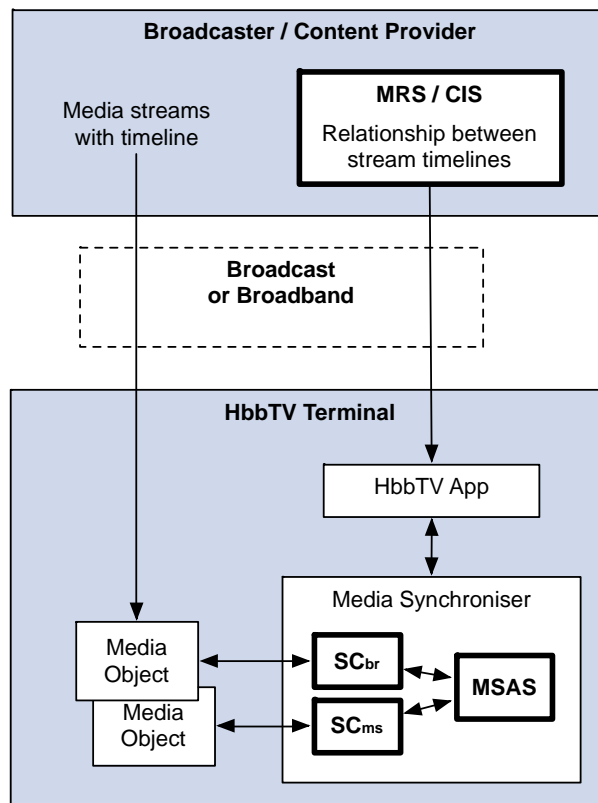 Broadcaster / Content Provider
Media streams
with timeline
MRS / CIS
Relationship between
stream timelines
Broadcast
or Broadband
HbbTV Terminal
HbbTV App
Media Synchroniser
Media
Object
Media
Object
SCbr
SCms
MSAS